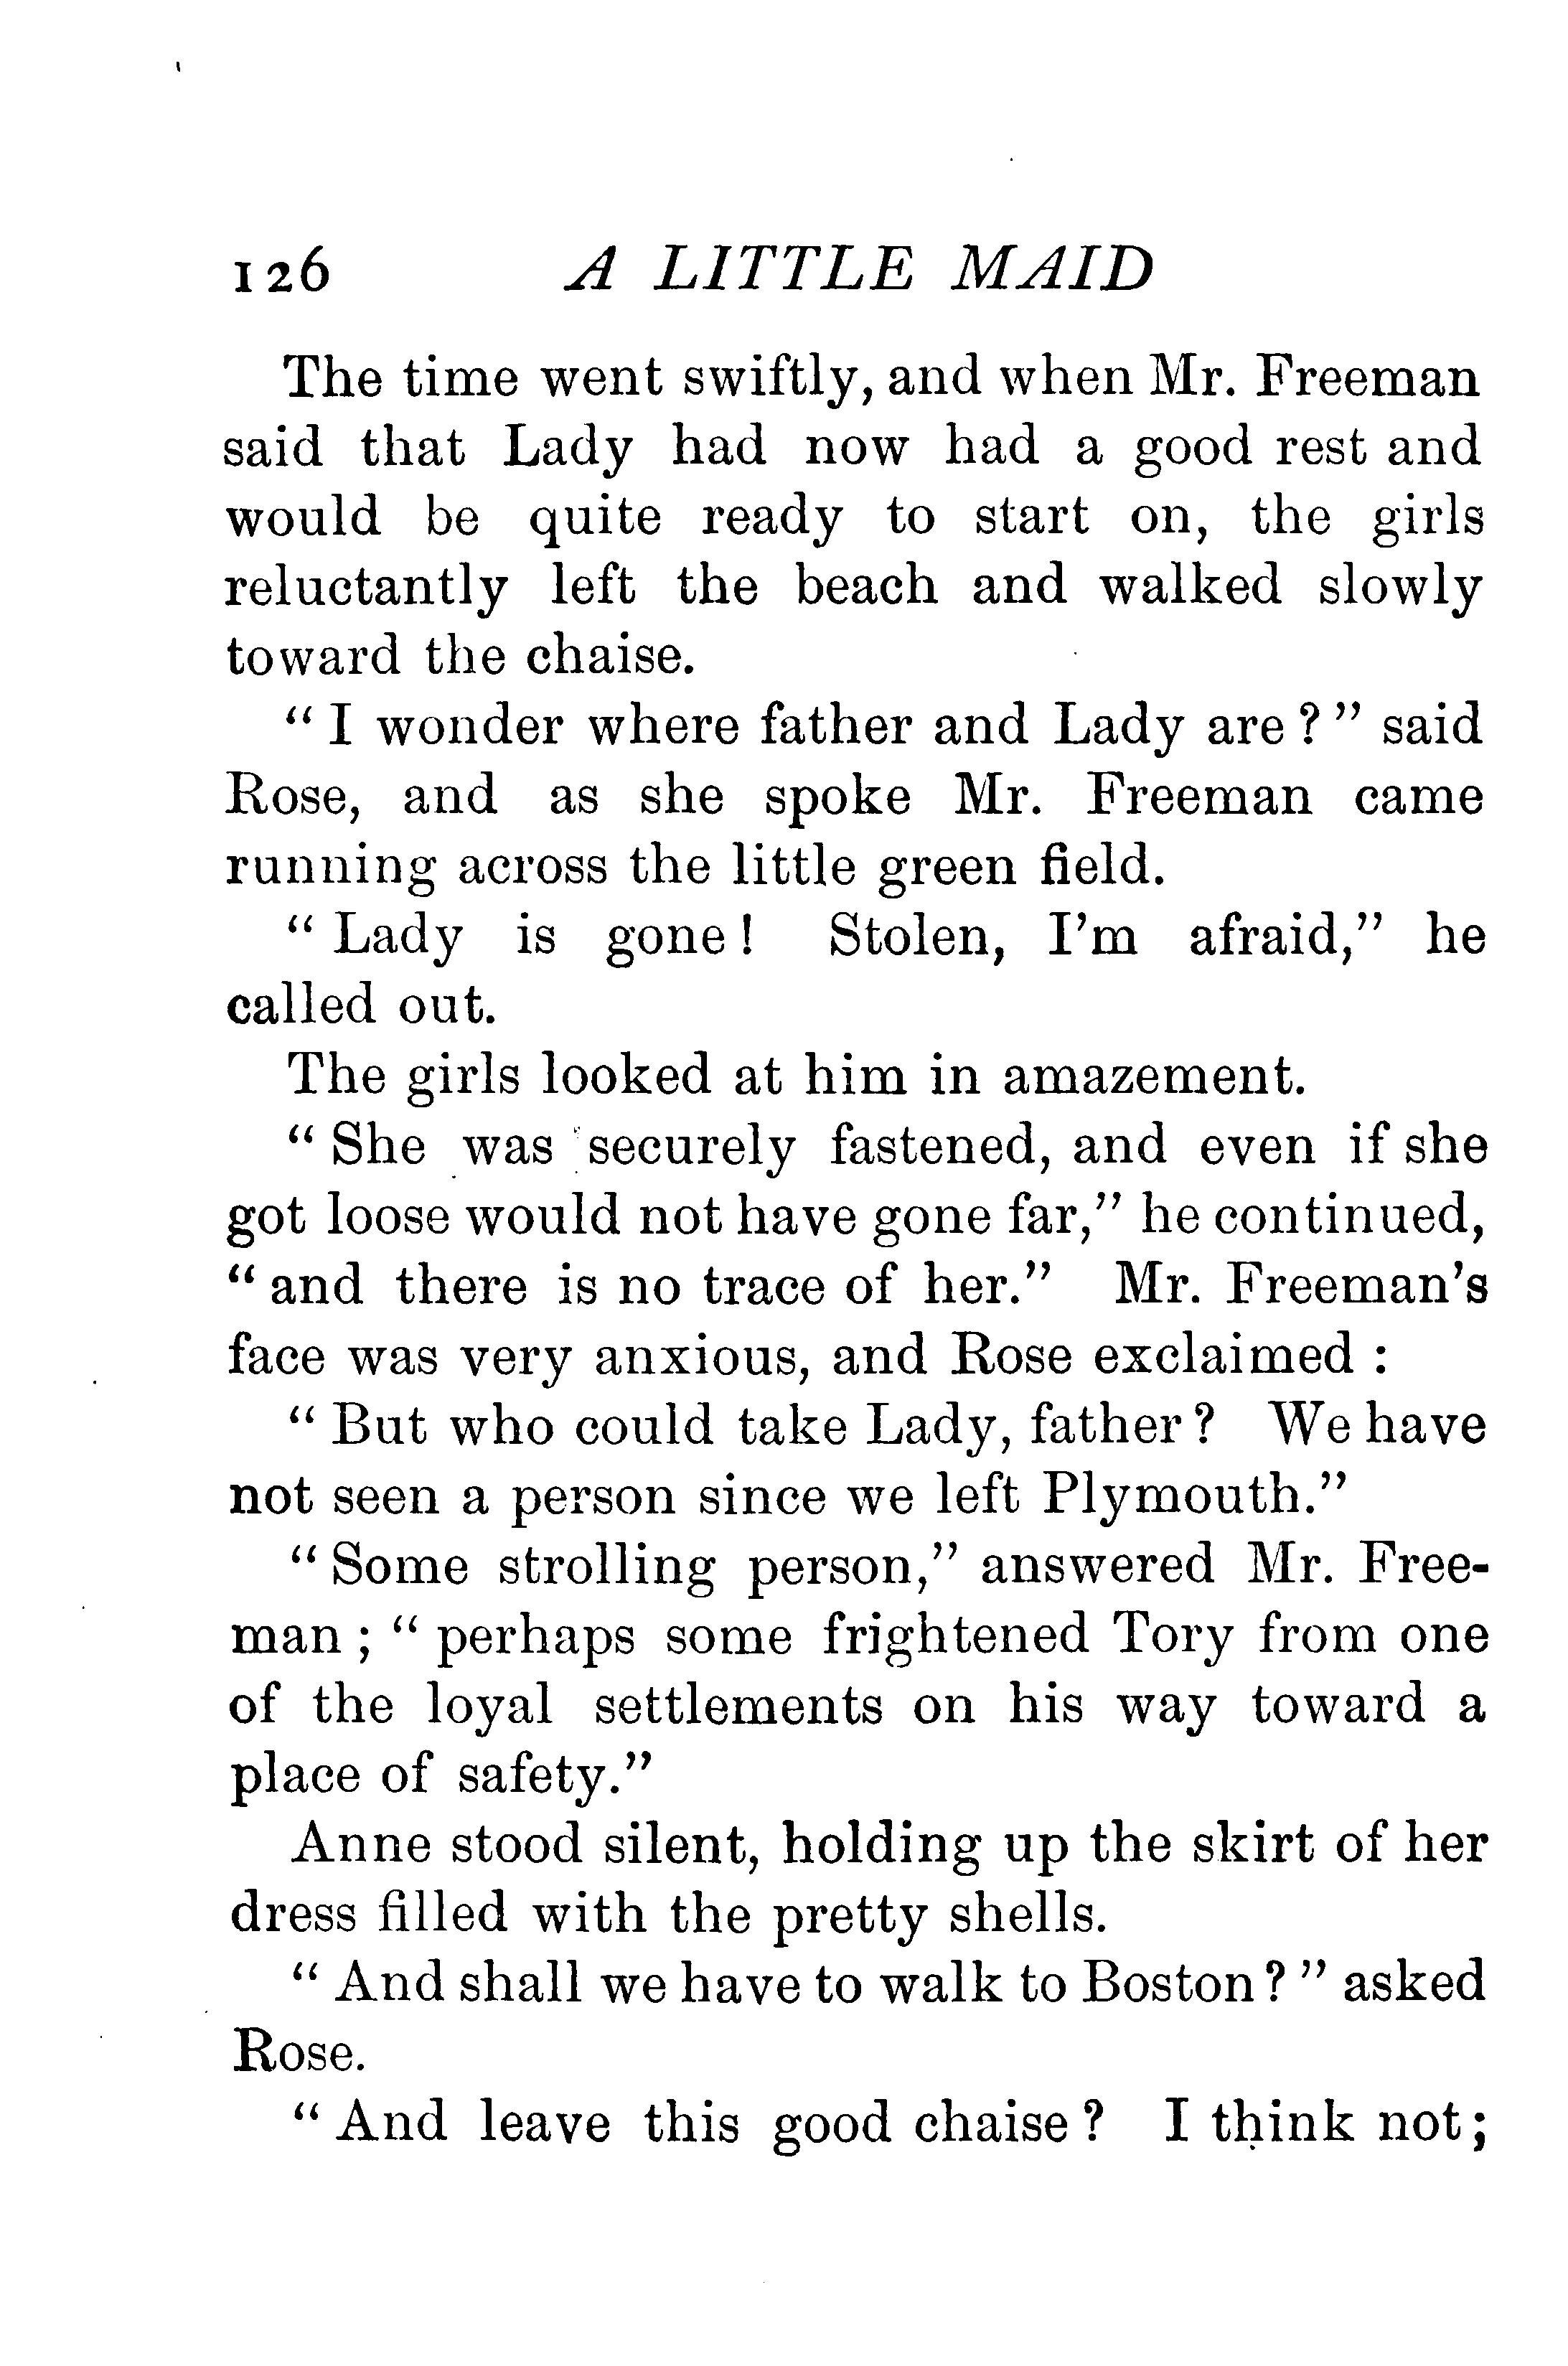 126 A LITTLE MAID
The time went swiftly, and when Mr. Freeman
said that Lady had now had a good rest and
would be quite ready to start on, the girls
reluctantly left the beach and walked slowly
toward the chaise.
“ I wonder where father and Lady are ? ” said
Rose, and as she spoke Mr. Freeman came
running across the little green field.
“ Lady is gone ! Stolen, I’m afraid,” he
called out.
The girls looked at him in amazement.
“ She was securely fastened, and even if she
got loose would not have gone far,” he continued,
“ and there is no trace of her.” Mr. Freeman’s
face was very anxious, and Rose exclaimed :
“ But who could take Lady, father ? We have
not seen a person since we left Plymouth.”
“ Some strolling person,” answered Mr. Free-
man ; “ perhaps some frightened Tory from one
of the loyal settlements on his way toward a
place of safety.”
Anne stood silent, holding up the skirt of her
dress filled with the pretty shells.
“ And shall we have to walk to Boston ? ” asked
Rose.
“ And leave this good chaise ? I think not ;